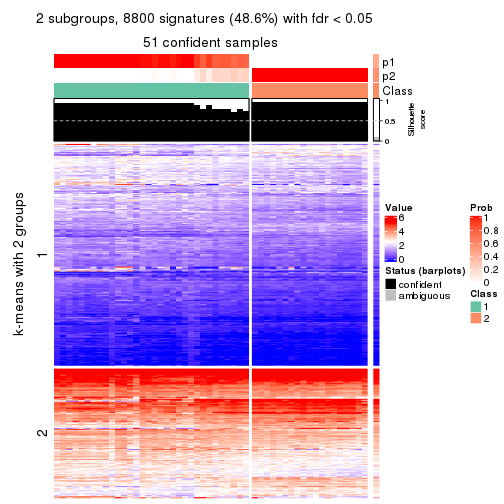 2 subgroups, 8800 signatures (48.6%) with fdr < 0.05
51 confident samples
p1
p2
Class
1
0.5
0
Silhouette
score
k-means with 2 groups
1
2
Value
6
4
2
0
Status (barplots)
confident
ambiguous
Prob
1
0.8
0.6
0.4
0.2
0
Class
1
2